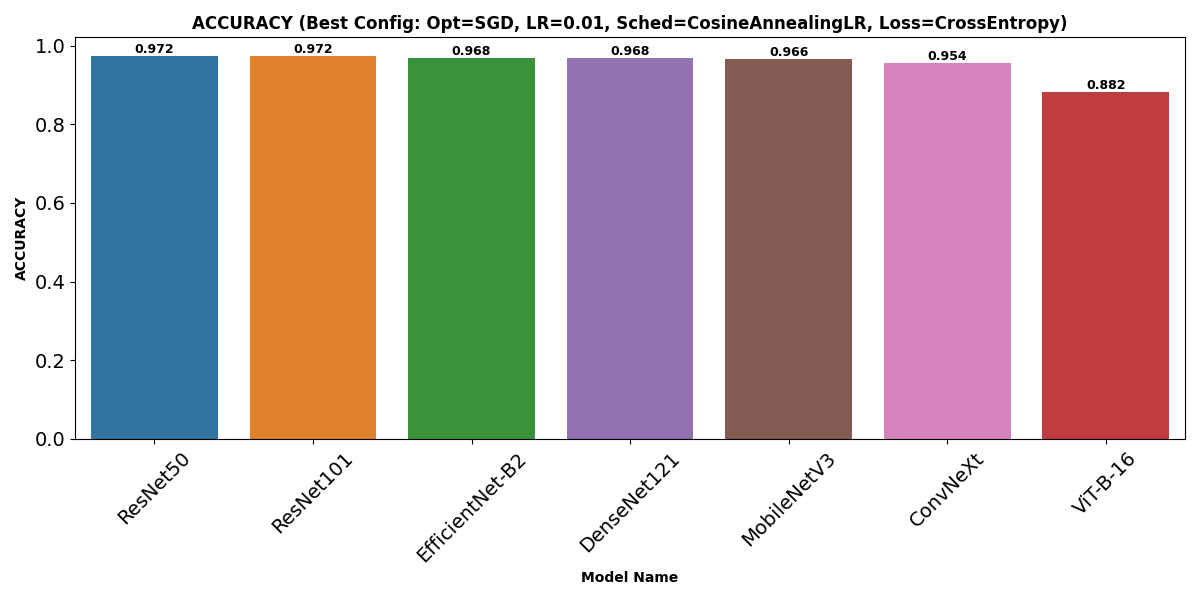 ACCURACY (Best Config: Opt=SGD, LR=0.01, Sched=CosineAnnealingLR, Loss=CrossEntropy)
ACCURACY
1.0
0.8
0.6
0.4
0.2
0.0
0.972
0.972
0.968
0.968
0.966
0.954
0.882
ResNet50
ResNet101
EfficientNet-B2
DenseNet121
MobileNetV3
ConvNeXt
ViT-B-16
Model Name